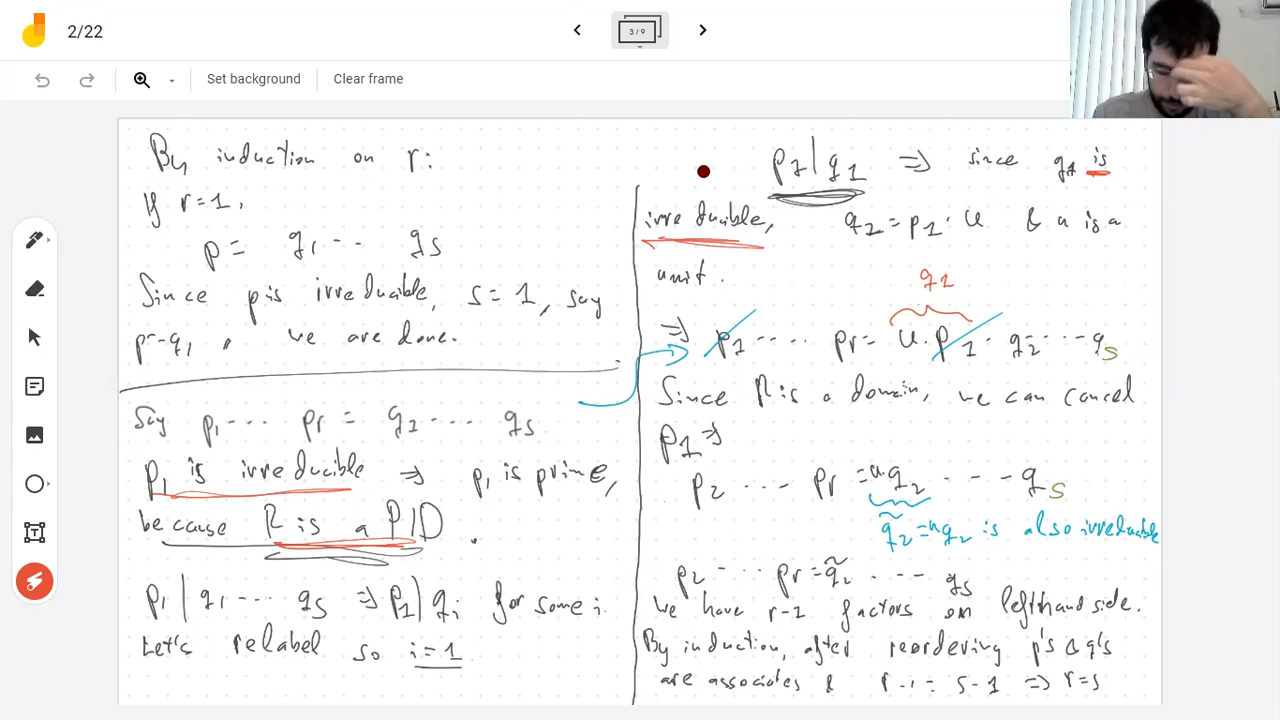 2/22
3 / 9
Set background
Clear frame
By induction on r:
If r=1,
p = q1 ... qs
Since p is irreducible, s = 1, say
p=q1, we are done.
Say p1 ... pr = q1 ... qs
p1 is irreducible ⇒ p1 is prime,
because R is a PID.
p1 | q1 ... qs ⇒ p1 | qi for some i.
Let's relabel so i=1
p1 | q1 ⇒ since q1 is
irreducible, q1 = p1 · u & u is a
unit.
q1
⇒ p1 .... pr = u · p1 · q2 ... qs
Since R is a domain, we can cancel
p1 ⇒
p2 ... pr = uq2 ... qs
q̃2 = uq2 is also irreducible
p2 ... pr = q̃2 .... qs
We have r-1 factors on lefthand side.
By induction, after reordering p's & q's
are associates & r-1 = s-1 ⇒ r=s